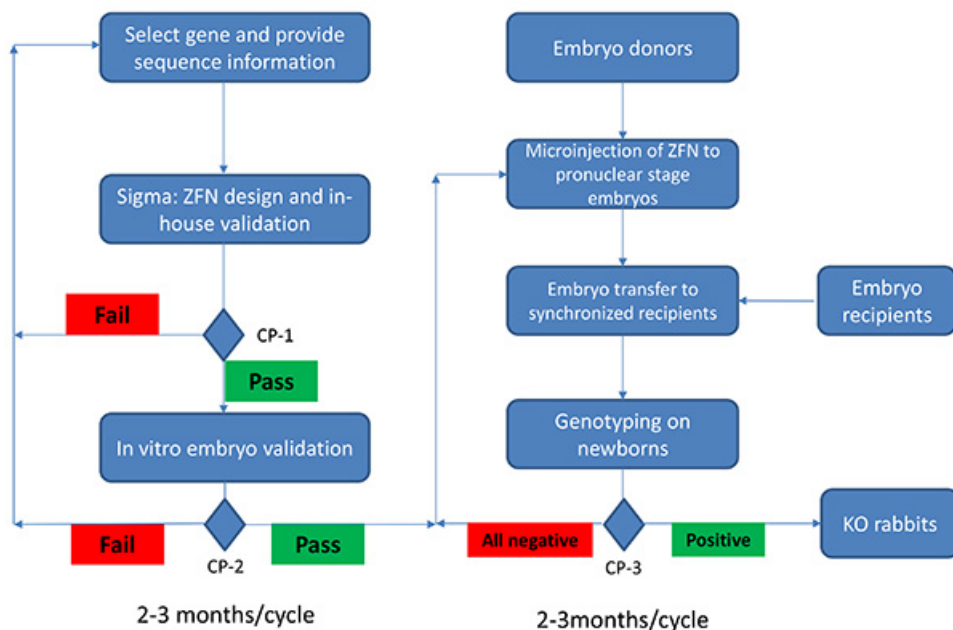 Select gene and provide
sequence information
Sigma: ZFN design and in-
house validation
Fail
CP-1
Pass
In vitro embryo validation
Fail
CP-2
Pass
2-3 months/cycle
Embryo donors
Microinjection of ZFN to
pronuclear stage
embryos
Embryo transfer to
synchronized recipients
Embryo
recipients
Genotyping on
newborns
All negative
CP-3
Positive
KO rabbits
2-3months/cycle